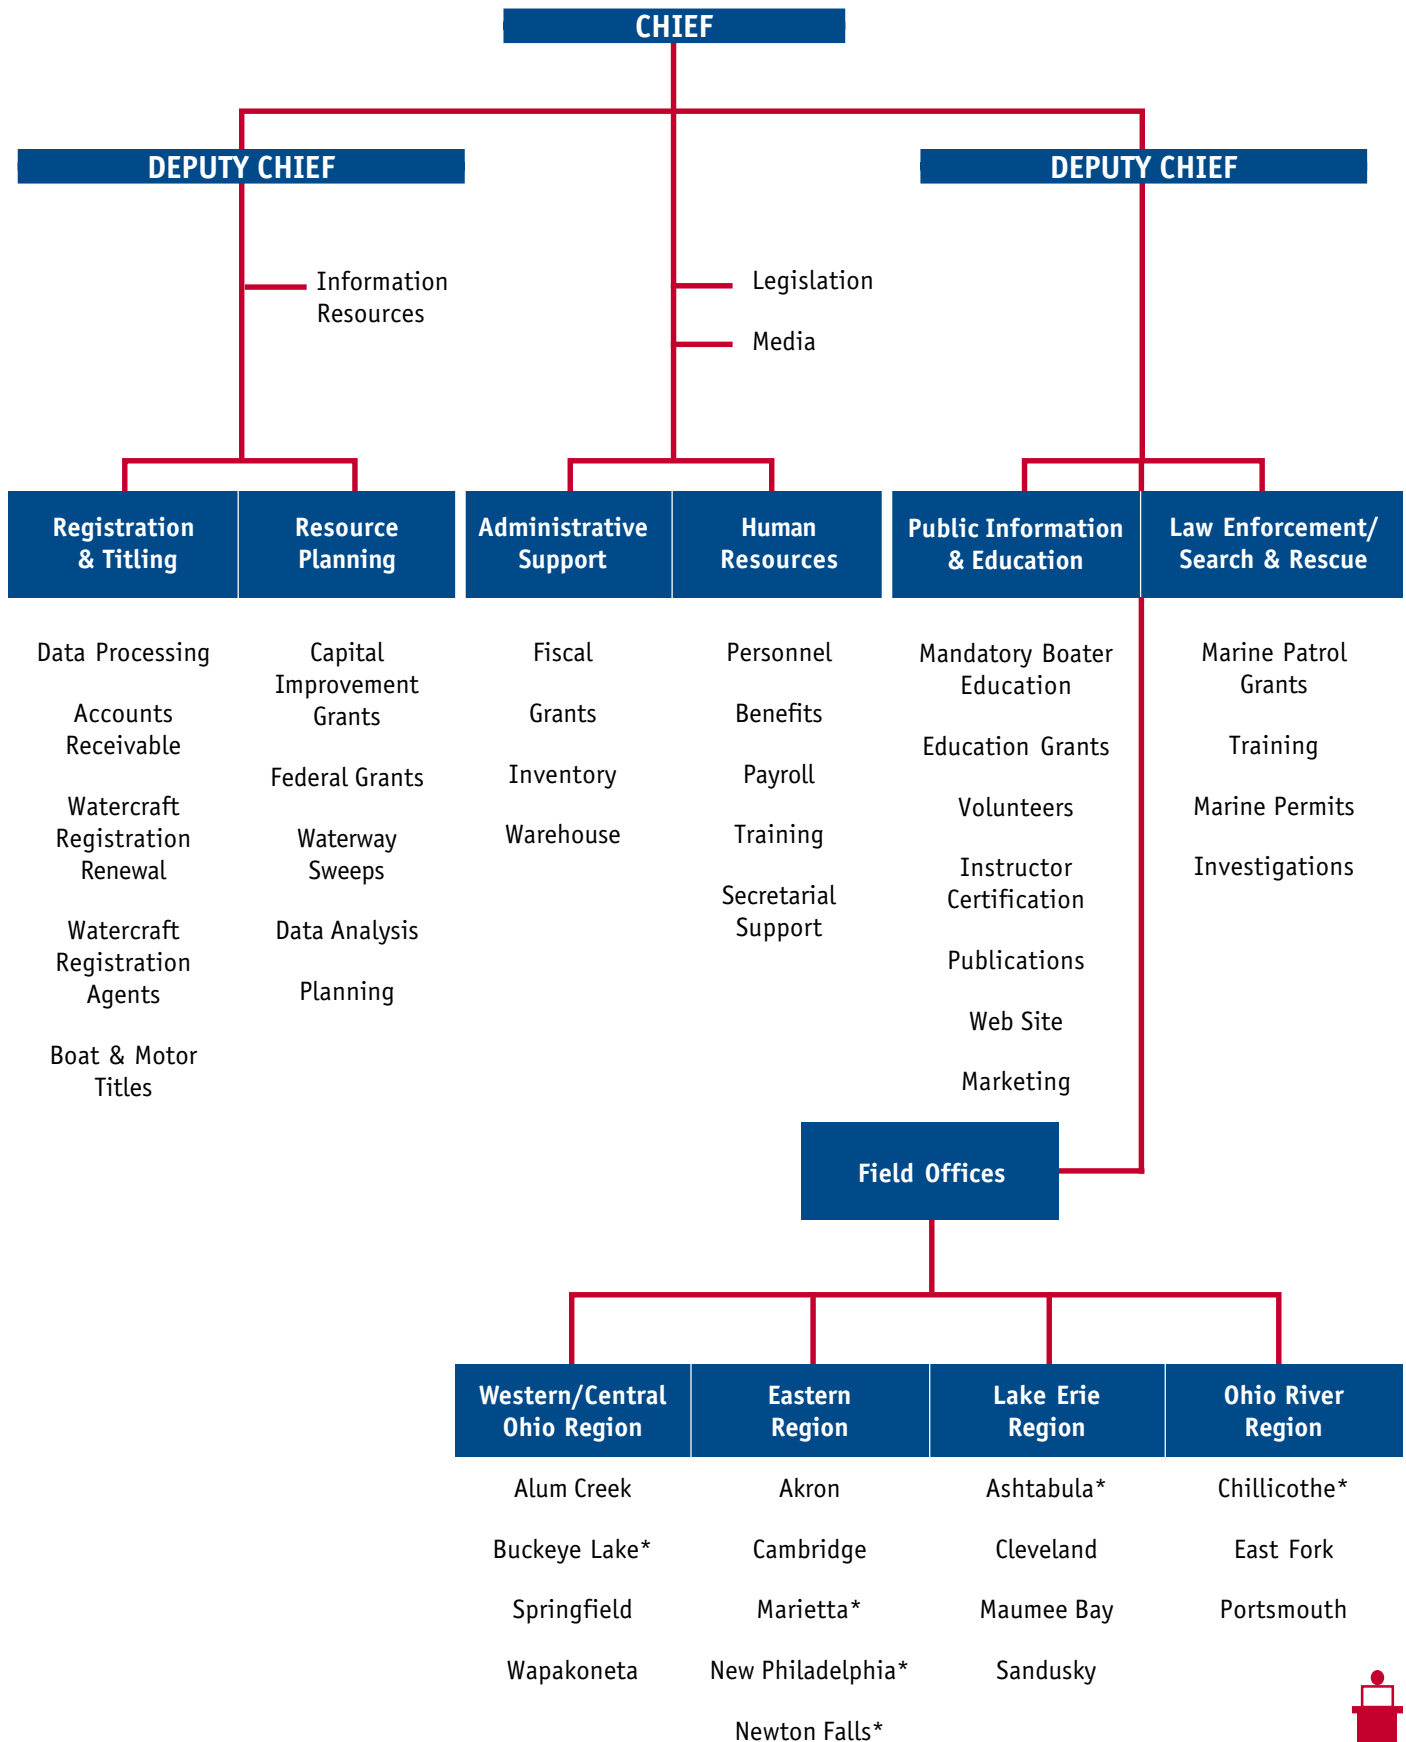 CHIEF
DEPUTY CHIEF
DEPUTY CHIEF
Information
Resources
Legislation
Media
Registration
& Titling
Resource
Planning
Administrative
Support
Human
Resources
Public Information
& Education
Law Enforcement/
Search & Rescue
Data Processing
Accounts
Receivable
Watercraft
Registration
Renewal
Watercraft
Registration
Agents
Boat & Motor
Titles
Capital
Improvement
Grants
Federal Grants
Waterway
Sweeps
Data Analysis
Planning
Fiscal
Grants
Inventory
Warehouse
Personnel
Benefits
Payroll
Training
Secretarial
Support
Mandatory Boater
Education
Education Grants
Volunteers
Instructor
Certification
Publications
Web Site
Marketing
Marine Patrol
Grants
Training
Marine Permits
Investigations
Field Offices
Western/Central
Ohio Region
Eastern
Region
Lake Erie
Region
Ohio River
Region
Alum Creek
Buckeye Lake*
Springfield
Wapakoneta
Akron
Cambridge
Marietta*
New Philadelphia*
Newton Falls*
Ashtabula*
Cleveland
Maumee Bay
Sandusky
Chillicothe*
East Fork
Portsmouth